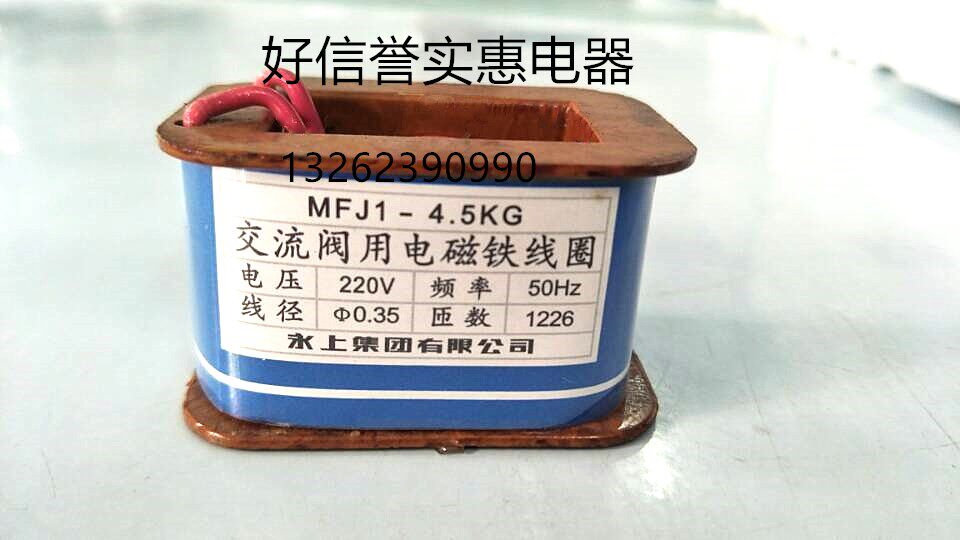 好信誉实惠电器
13262390990
MFJ1-4.5KG
交流阀用电磁铁线圈
电压 220V 频率 50Hz
线径 Φ0.35 匝数 1226
永上集团有限公司